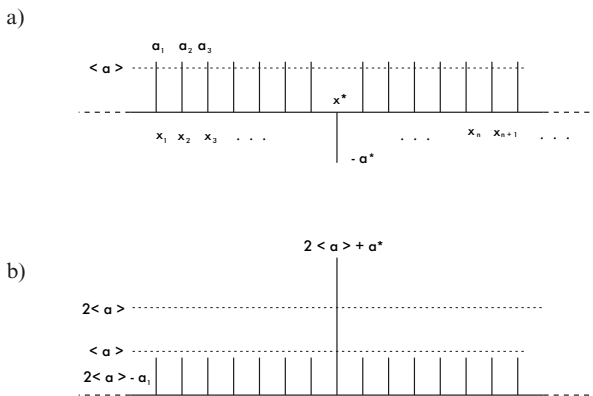 a)
a₁ a₂ a₃
< a >
x*
x₁ x₂ x₃ . . . . . . xₙ xₙ₊₁ . . .
- a*
2 < a > + a*
b)
2< a >
< a >
2< a > - a₁